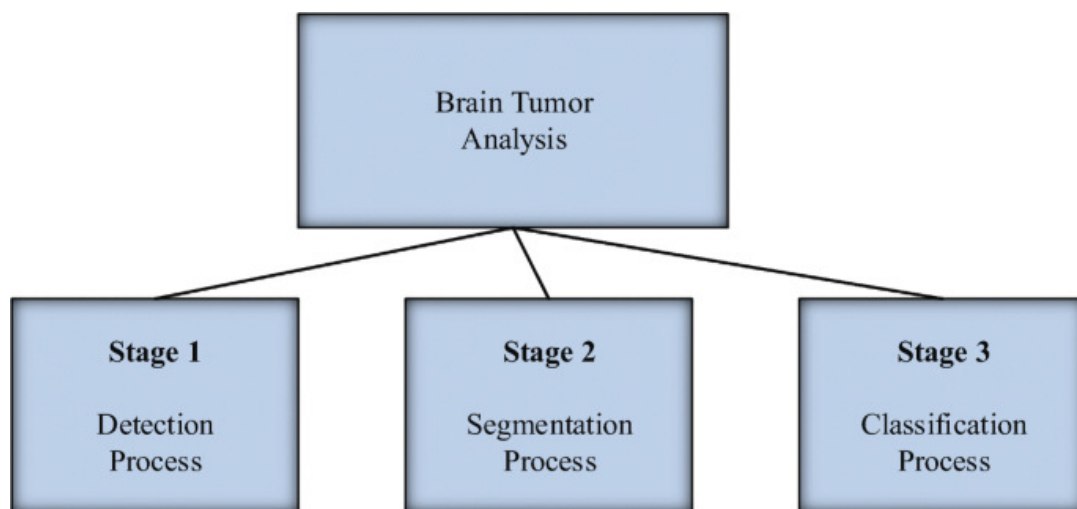 Brain Tumor
Analysis
Stage 1
Detection
Process
Stage 2
Segmentation
Process
Stage 3
Classification
Process